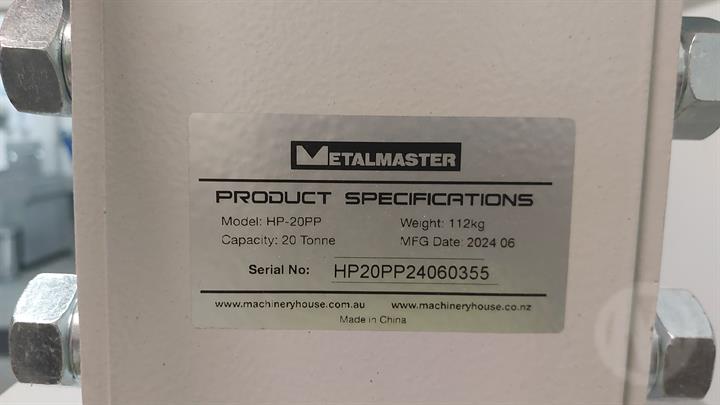 METALMASTER
PRODUCT SPECIFICATIONS
Model: HP-20PP Weight: 112kg
Capacity: 20 Tonne MFG Date: 2024 06
Serial No: HP20PP24060355
www.machineryhouse.com.au www.machineryhouse.co.nz
Made in China